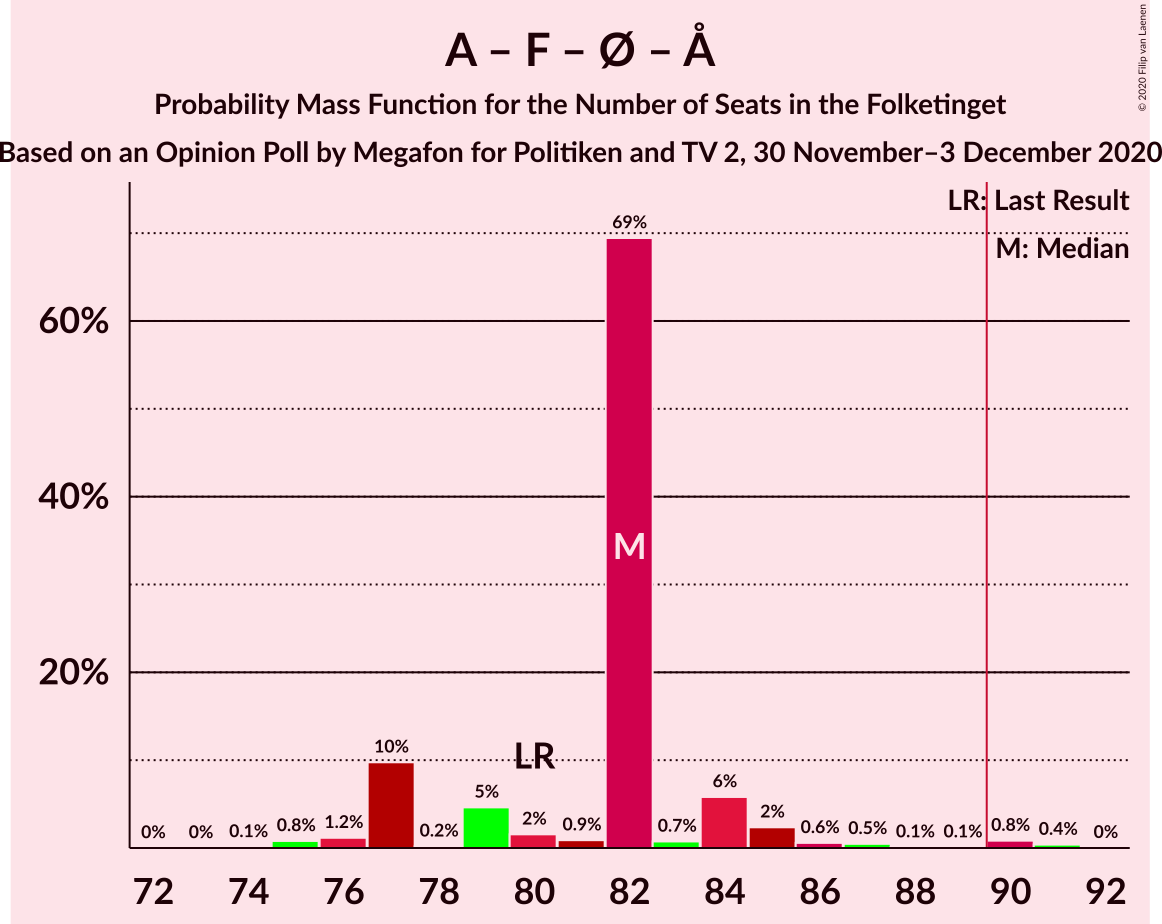 A – F – Ø – Å
Probability Mass Function for the Number of Seats in the Folketinget
Based on an Opinion Poll by Megafon for Politiken and TV 2, 30 November–3 December 2020
© 2020 Filip van Laenen
LR: Last Result
M: Median
69%
60%
40%
M
20%
10%
LR
5%
6%
0% 0% 0.1% 0.8% 1.2% 0.2% 2% 0.9% 0.7% 2% 0.6% 0.5% 0.1% 0.1% 0.8% 0.4% 0%
72 74 76 78 80 82 84 86 88 90 92